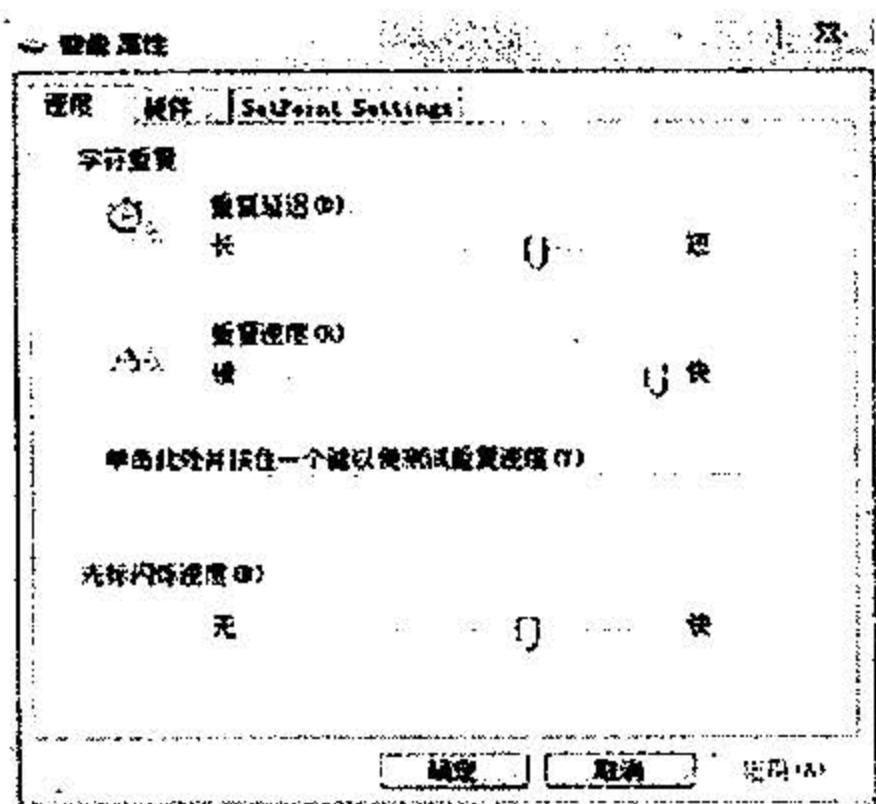 键盘 属性
速度 硬件 SetPoint Settings
字符重复
重复延迟(D)
长 短
重复速度(R)
慢 快
单击此处并按住一个键以便测试重复速度(T)
光标闪烁速度(B)
无 快
确定 取消 应用(A)